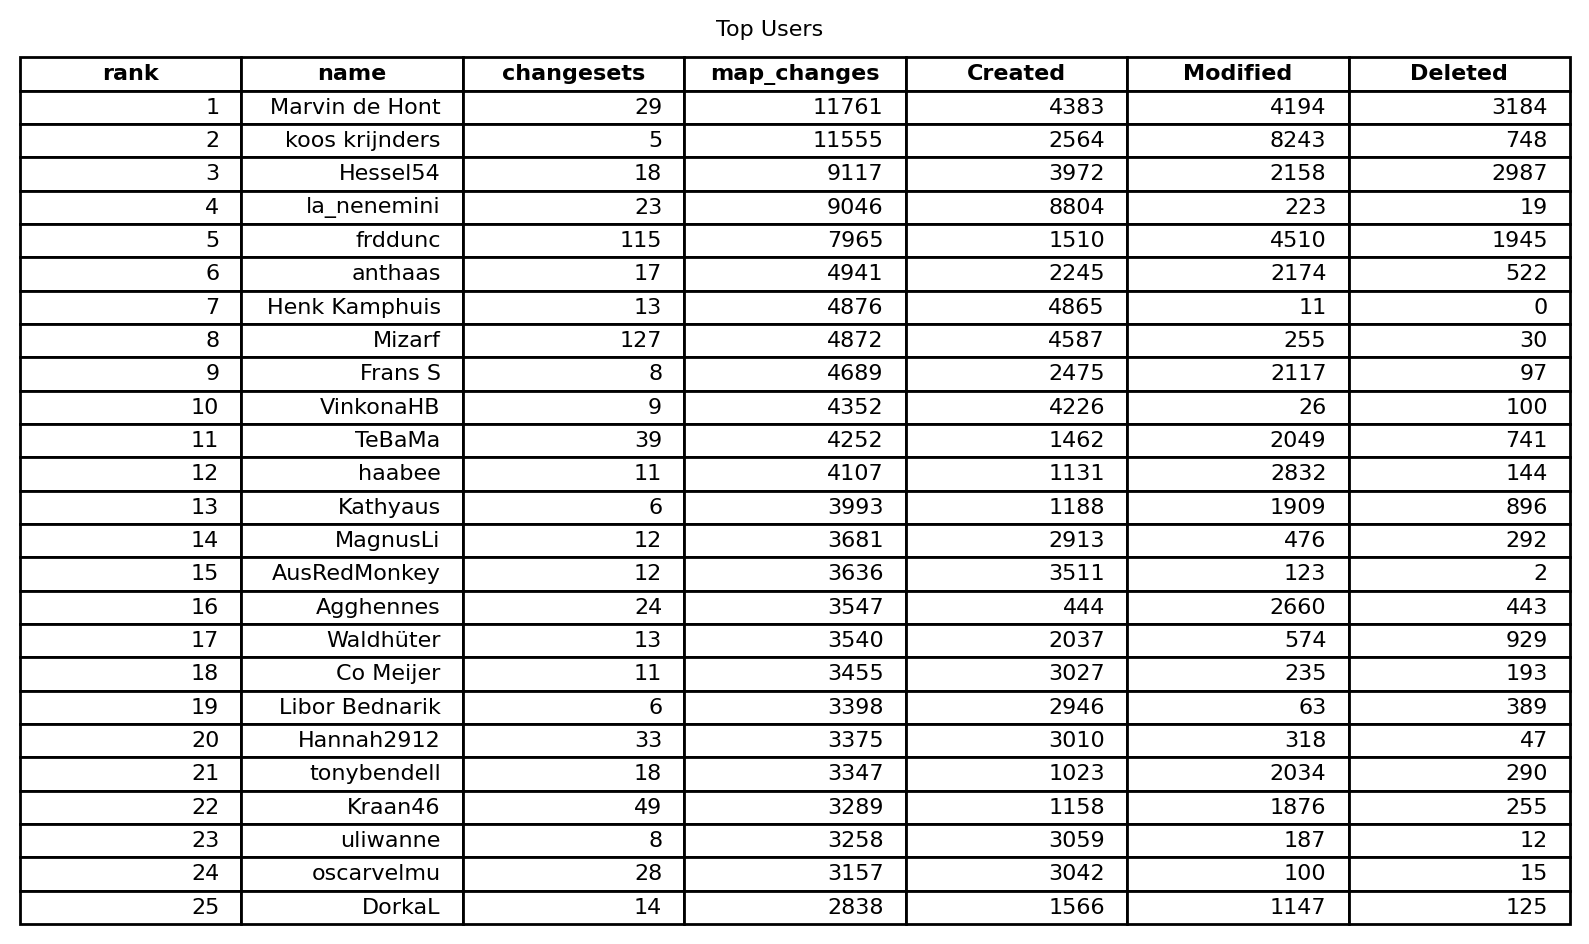 Top Users
rank name changesets map_changes Created Modified Deleted
1 Marvin de Hont 29 11761 4383 4194 3184
2 koos krijnders 5 11555 2564 8243 748
3 Hessel54 18 9117 3972 2158 2987
4 la_nenemini 23 9046 8804 223 19
5 frddunc 115 7965 1510 4510 1945
6 anthaas 17 4941 2245 2174 522
7 Henk Kamphuis 13 4876 4865 11 0
8 Mizarf 127 4872 4587 255 30
9 Frans S 8 4689 2475 2117 97
10 VinkonaHB 9 4352 4226 26 100
11 TeBaMa 39 4252 1462 2049 741
12 haabee 11 4107 1131 2832 144
13 Kathyaus 6 3993 1188 1909 896
14 MagnusLi 12 3681 2913 476 292
15 AusRedMonkey 12 3636 3511 123 2
16 Agghennes 24 3547 444 2660 443
17 Waldhüter 13 3540 2037 574 929
18 Co Meijer 11 3455 3027 235 193
19 Libor Bednarik 6 3398 2946 63 389
20 Hannah2912 33 3375 3010 318 47
21 tonybendell 18 3347 1023 2034 290
22 Kraan46 49 3289 1158 1876 255
23 uliwanne 8 3258 3059 187 12
24 oscarvelmu 28 3157 3042 100 15
25 DorkaL 14 2838 1566 1147 125